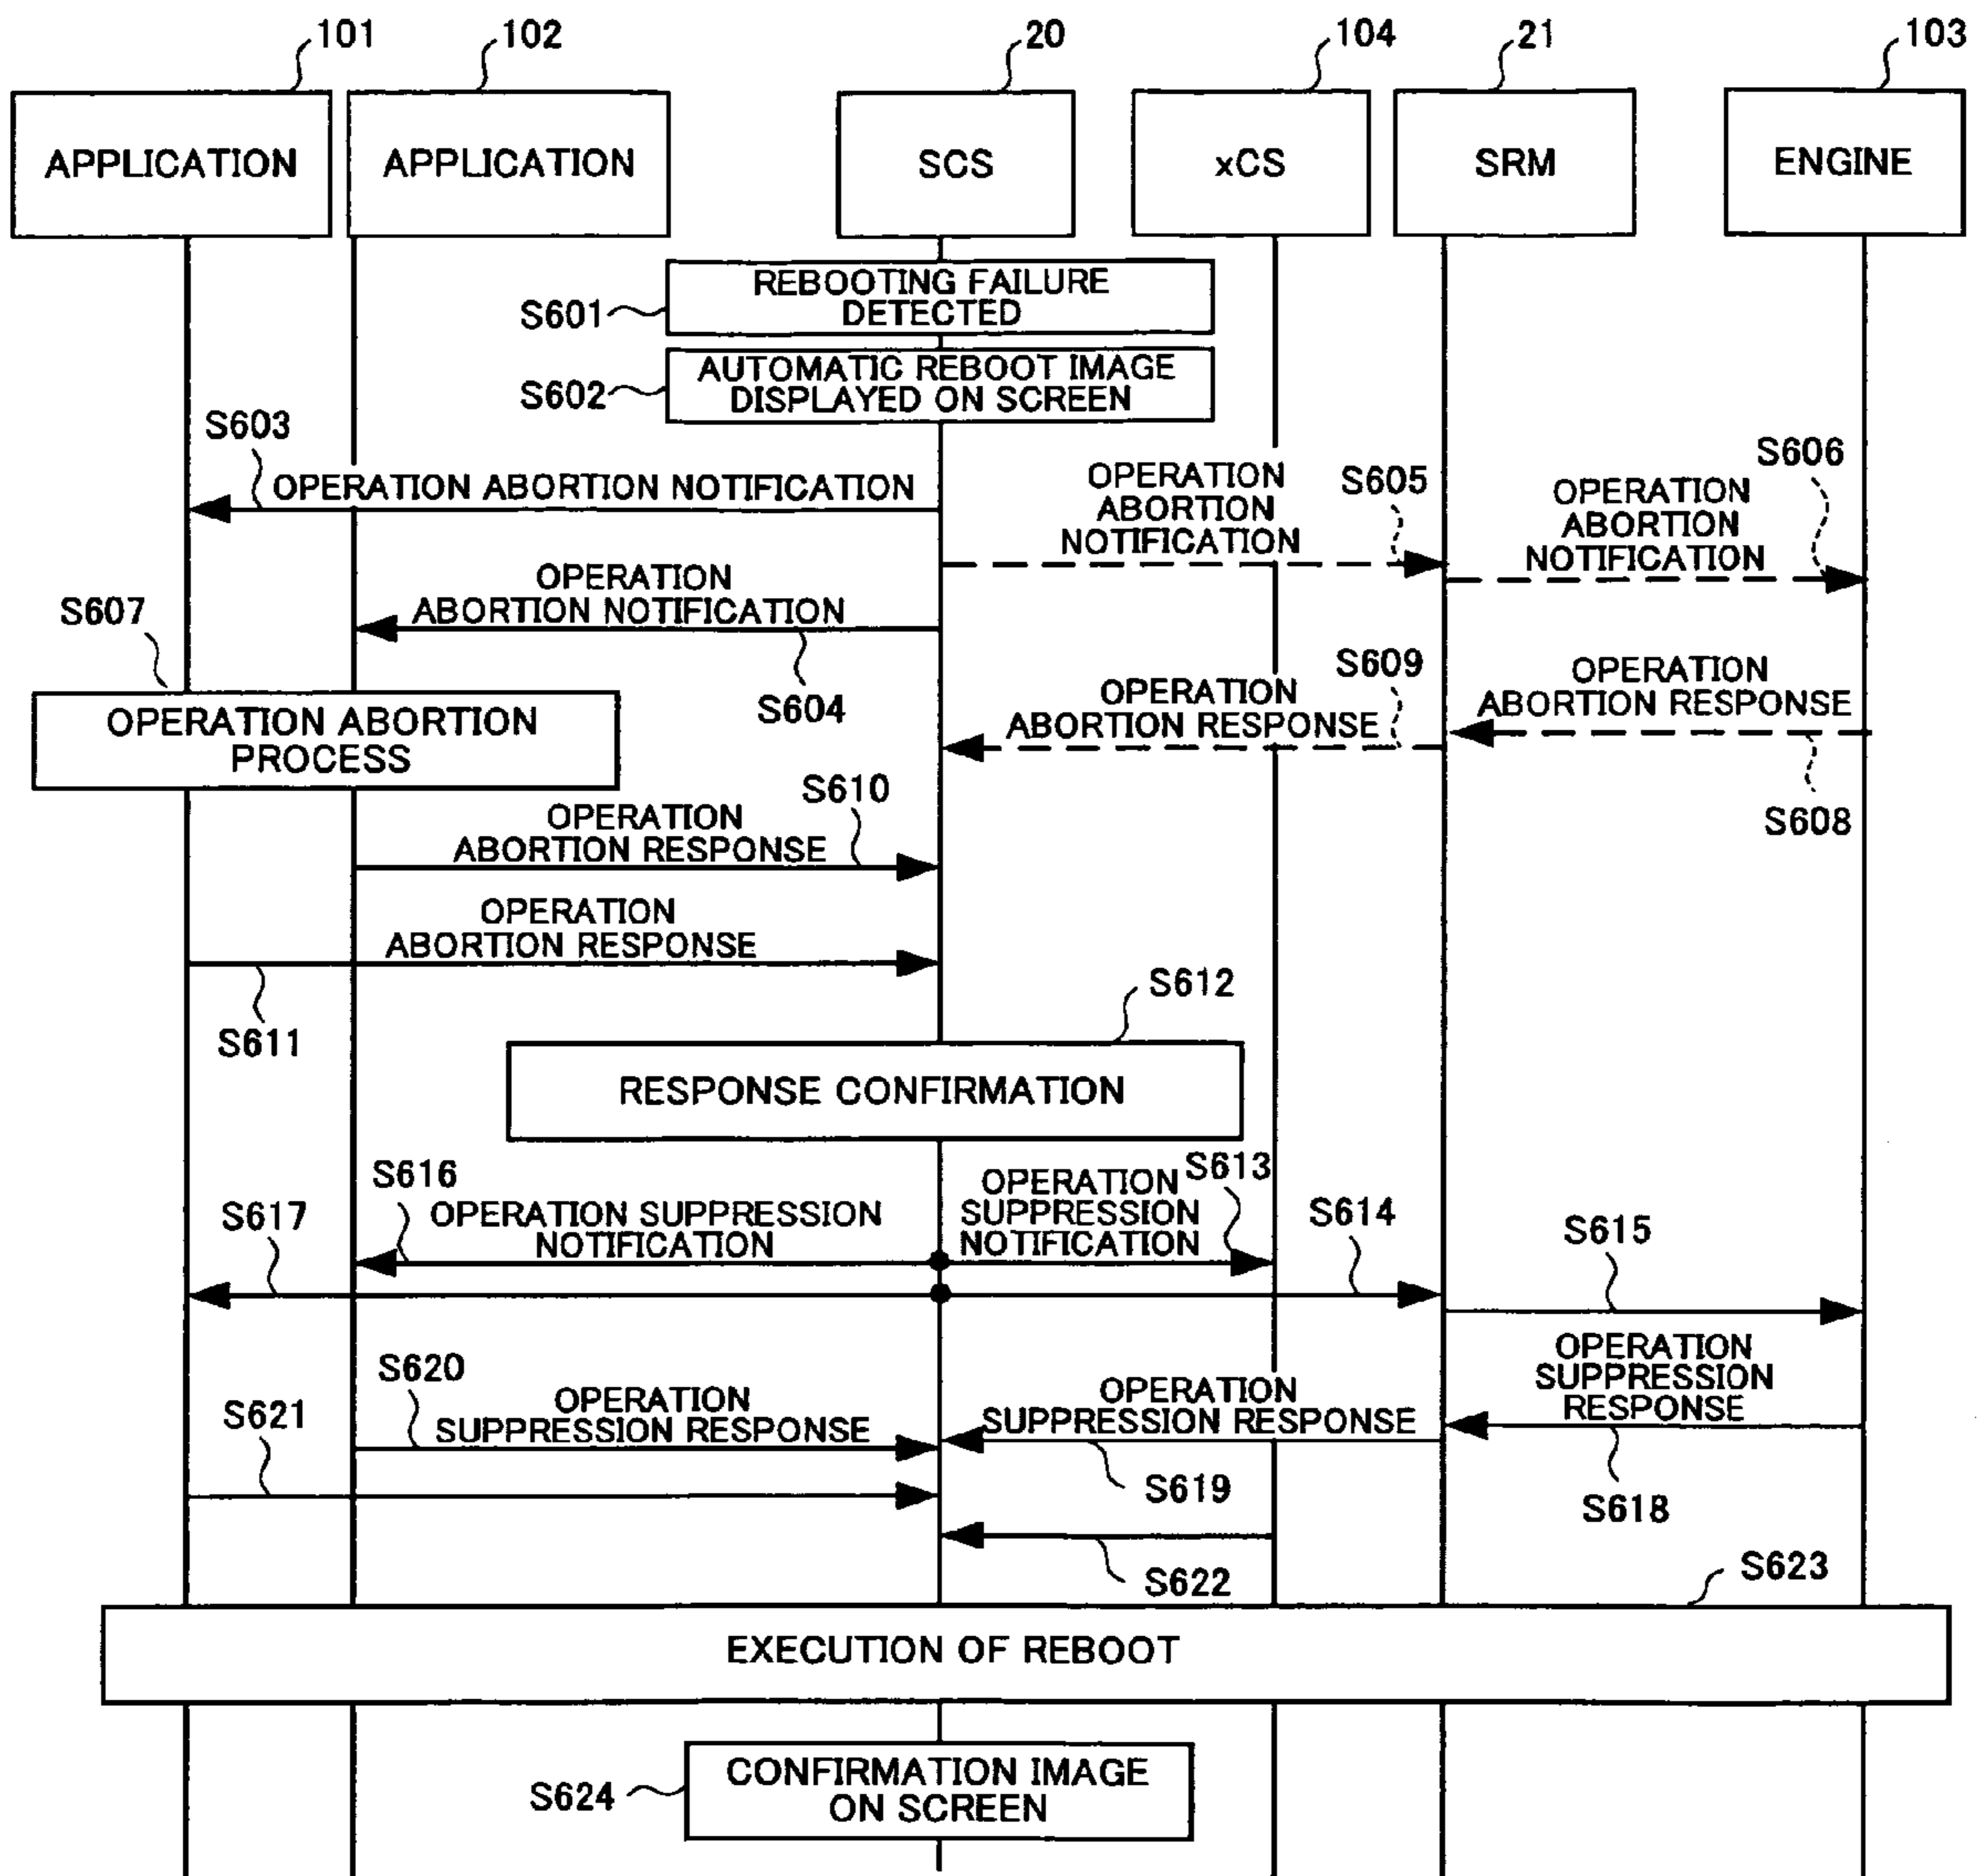 101
102
20
104
21
103
APPLICATION
APPLICATION
SCS
xCS
SRM
ENGINE
S601
REBOOTING FAILURE
DETECTED
S602
AUTOMATIC REBOOT IMAGE
DISPLAYED ON SCREEN
S603
OPERATION ABORTION NOTIFICATION
OPERATION
ABORTION
NOTIFICATION
S605
OPERATION
ABORTION
NOTIFICATION
S606
OPERATION
ABORTION NOTIFICATION
S604
S607
OPERATION ABORTION
PROCESS
OPERATION
ABORTION RESPONSE
S609
OPERATION
ABORTION RESPONSE
S608
OPERATION
ABORTION RESPONSE
S610
OPERATION
ABORTION RESPONSE
S611
S612
RESPONSE CONFIRMATION
S616
OPERATION SUPPRESSION
NOTIFICATION
OPERATION
SUPPRESSION
NOTIFICATION
S613
S617
S614
S615
S620
OPERATION
SUPPRESSION RESPONSE
OPERATION
SUPPRESSION RESPONSE
OPERATION
SUPPRESSION
RESPONSE
S621
S619
S618
S622
S623
EXECUTION OF REBOOT
S624
CONFIRMATION IMAGE
ON SCREEN